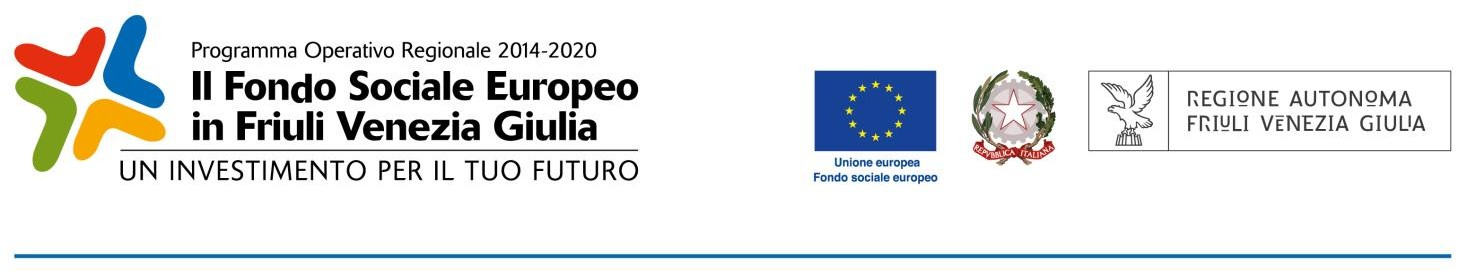 Programma Operativo Regionale 2014-2020
Il Fondo Sociale Europeo
in Friuli Venezia Giulia
UN INVESTIMENTO PER IL TUO FUTURO
Unione europea
Fondo sociale europeo
REPVBBLICA ITALIANA
REGIONE AUTONOMA
FRIULI VENEZIA GIULIA